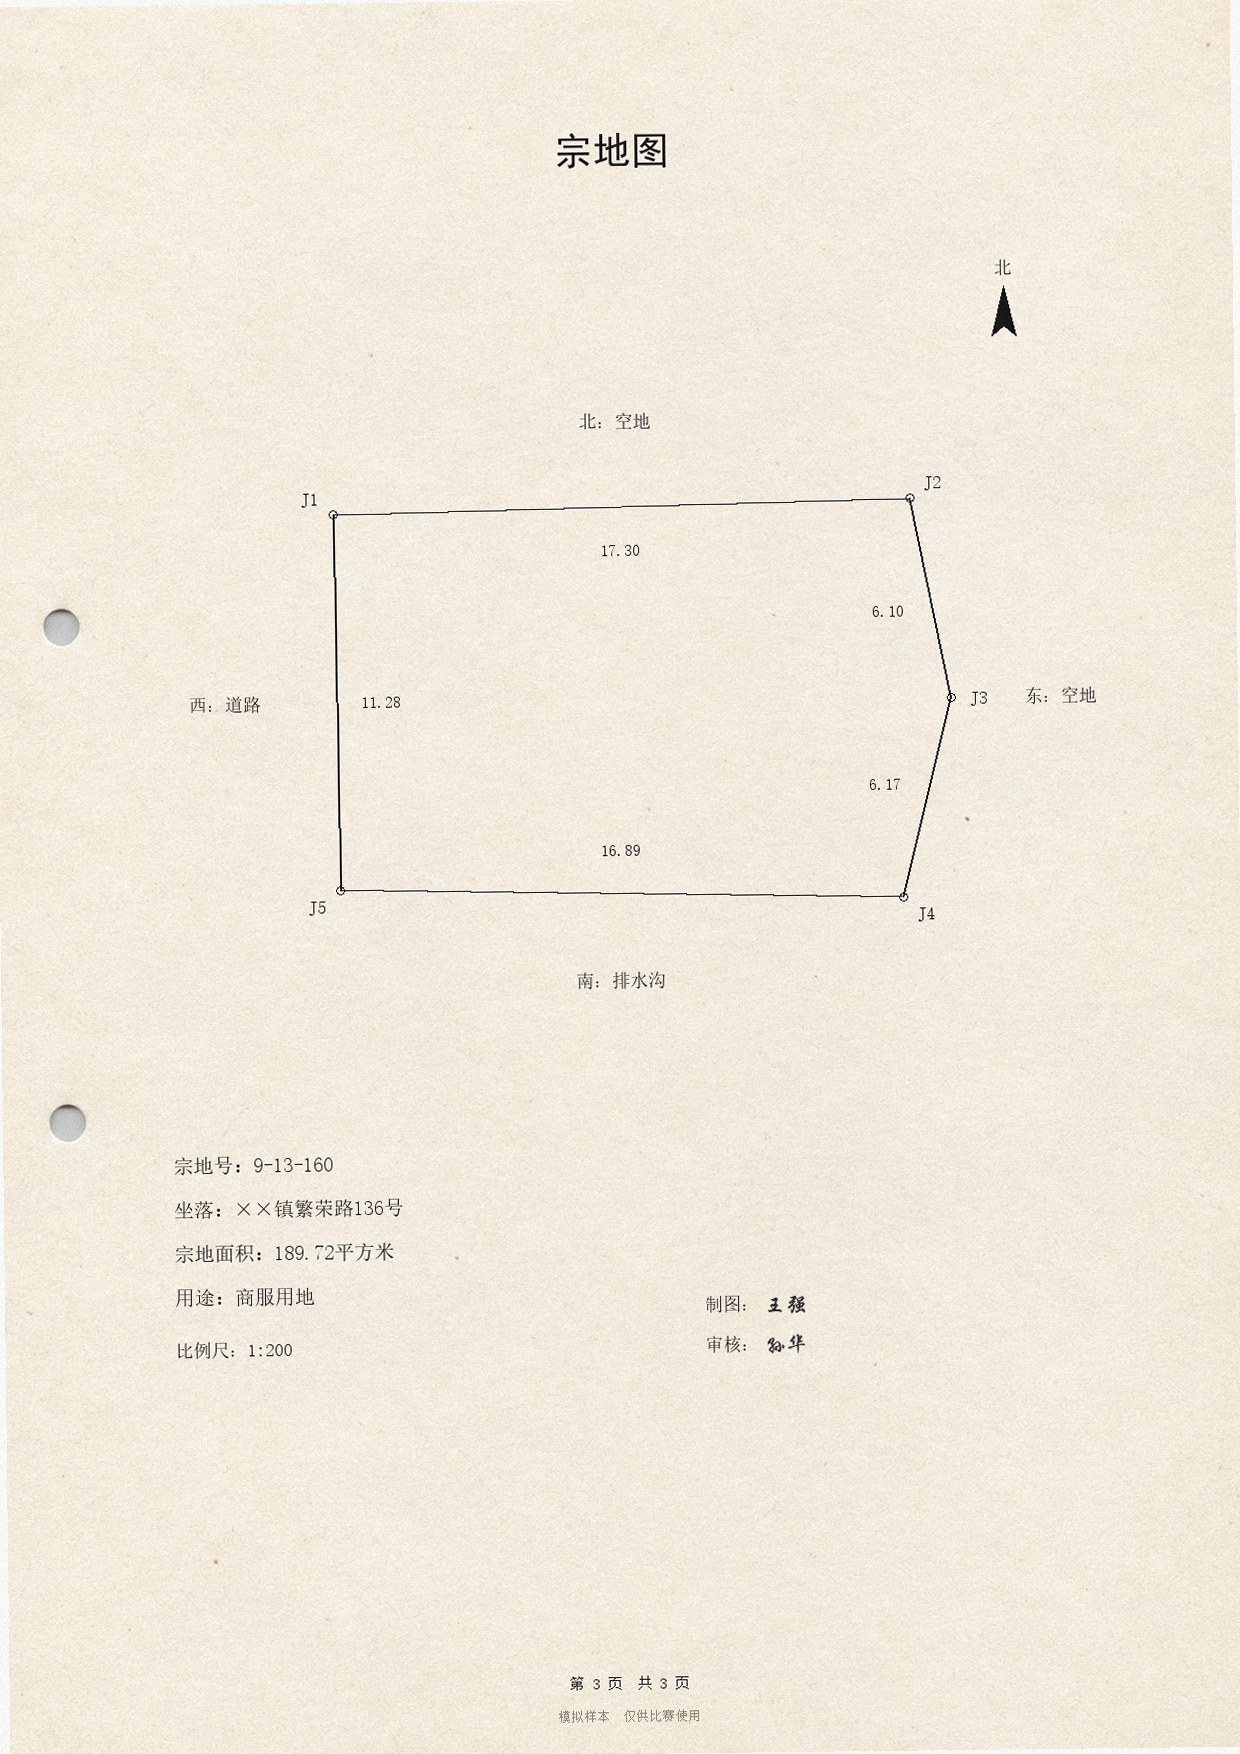 宗地图
北
北：空地
J1
J2
17.30
6.10
西：道路
11.28
J3
东：空地
6.17
16.89
J5
J4
南：排水沟
宗地号：9-13-160
坐落：××镇繁荣路136号
宗地面积：189.72平方米
用途：商服用地
制图：王强
审核：孙华
比例尺：1:200
第 3 页 共 3 页
模拟样本 仅供比赛使用